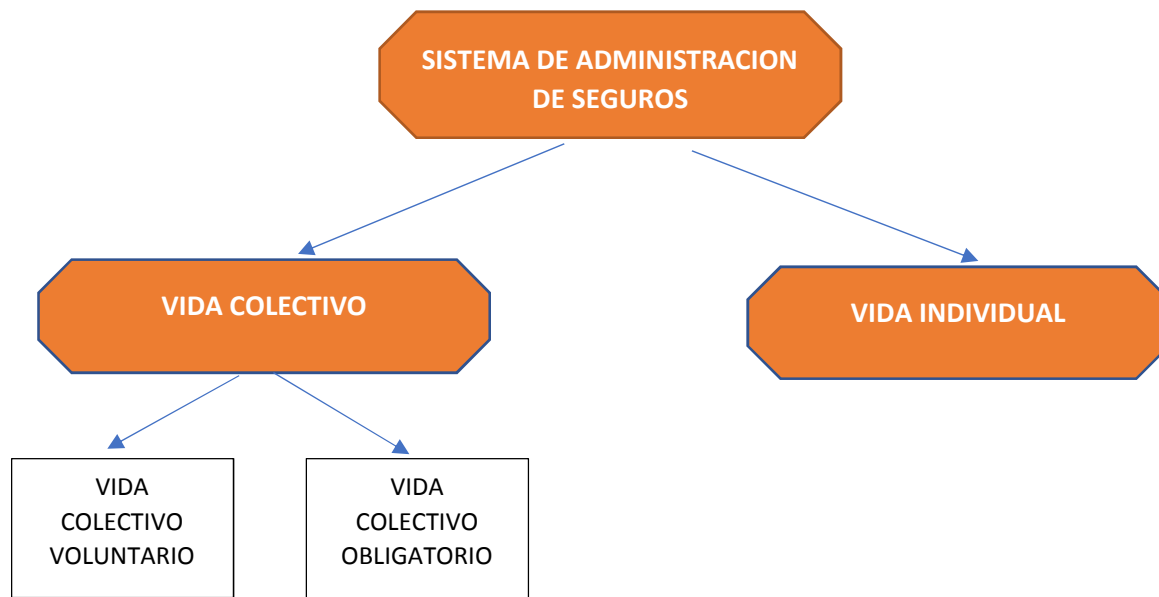 SISTEMA DE ADMINISTRACION
DE SEGUROS
VIDA COLECTIVO
VIDA INDIVIDUAL
VIDA
COLECTIVO
VOLUNTARIO
VIDA
COLECTIVO
OBLIGATORIO